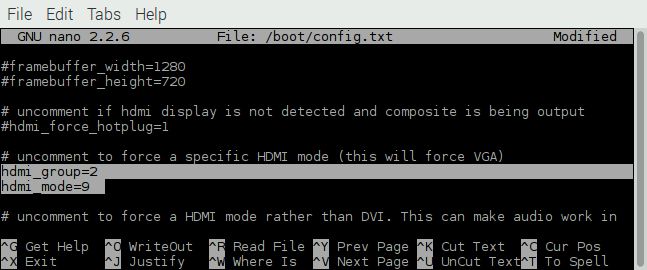 File Edit Tabs Help
GNU nano 2.2.6 File: /boot/config.txt Modified
#framebuffer_width=1280
#framebuffer_height=720
# uncomment if hdmi display is not detected and composite is being output
#hdmi_force_hotplug=1
# uncomment to force a specific HDMI mode (this will force VGA)
hdmi_group=2
hdmi_mode=9
# uncomment to force a HDMI mode rather than DVI. This can make audio work in
^G Get Help ^O WriteOut ^R Read File ^Y Prev Page ^K Cut Text ^C Cur Pos
^X Exit ^J Justify ^W Where Is ^V Next Page ^U UnCut Text ^T To Spell